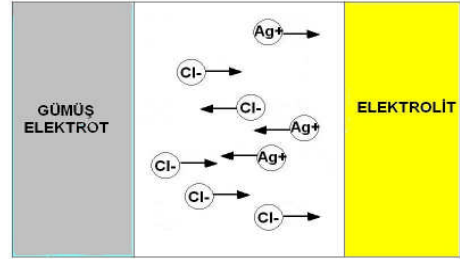 Ag+
Cl-
Cl-
GÜMÜŞ
ELEKTROT
ELEKTROLİT
Ag+
Cl-
Ag+
Cl-
Cl-